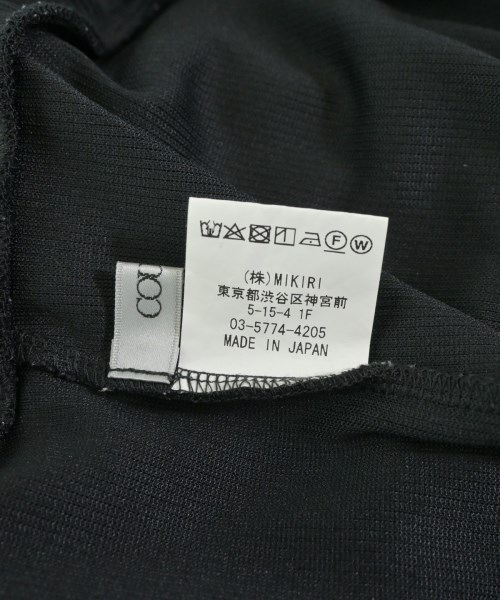 F W
(株)MIKIRI
東京都渋谷区神宮前
5-15-4 1F
03-5774-4205
MADE IN JAPAN